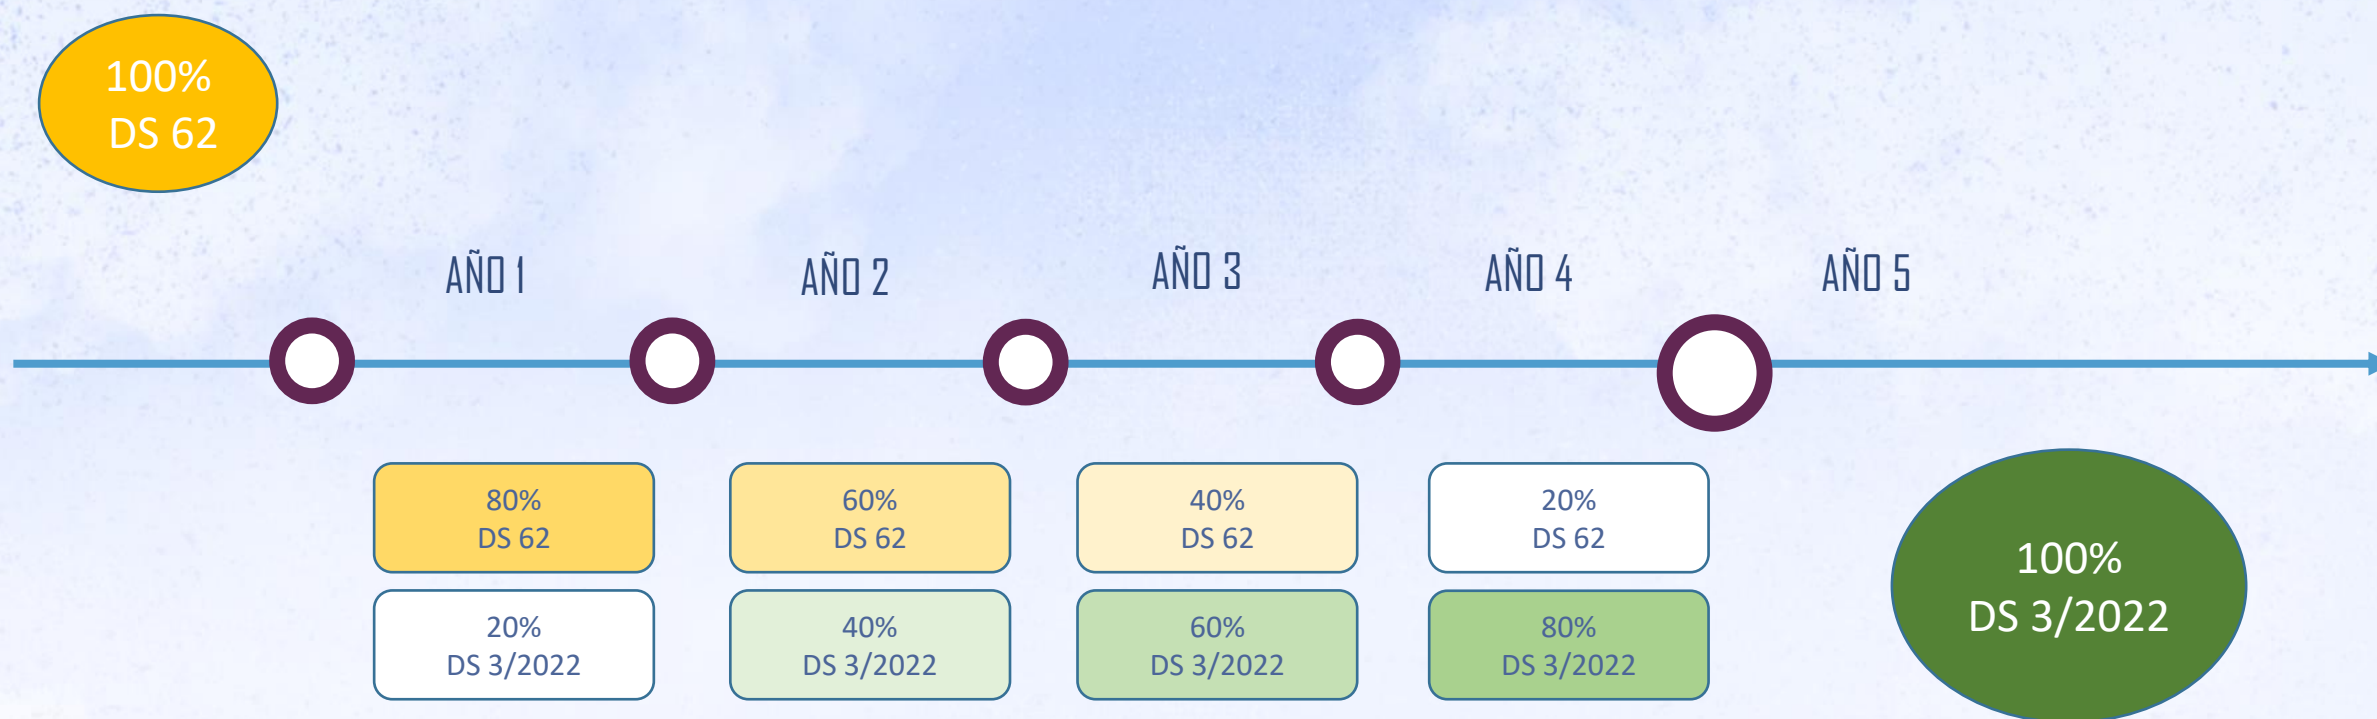 100%
DS 62
AÑO 1
AÑO 2
AÑO 3
AÑO 4
AÑO 5
80%
DS 62
60%
DS 62
40%
DS 62
20%
DS 62
20%
DS 3/2022
40%
DS 3/2022
60%
DS 3/2022
80%
DS 3/2022
100%
DS 3/2022